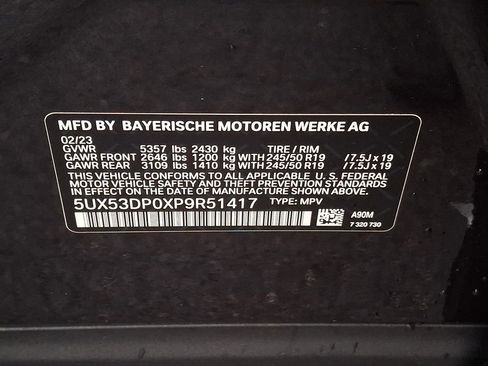 MFD BY BAYERISCHE MOTOREN WERKE AG
02/23
GVWR 5357 lbs 2430 kg TIRE / RIM
GAWR FRONT 2646 lbs 1200 kg WITH 245/50 R19 / 7.5J x 19
GAWR REAR 3109 lbs 1410 kg WITH 245/50 R19 / 7.5J x 19
THIS VEHICLE CONFORMS TO ALL APPLICABLE U. S. FEDERAL
MOTOR VEHICLE SAFETY AND THEFT PREVENTION STANDARDS
IN EFFECT ON THE DATE OF MANUFACTURE SHOWN ABOVE.
5UX53DP0XP9R51417 TYPE: MPV
A90M
7 320 730